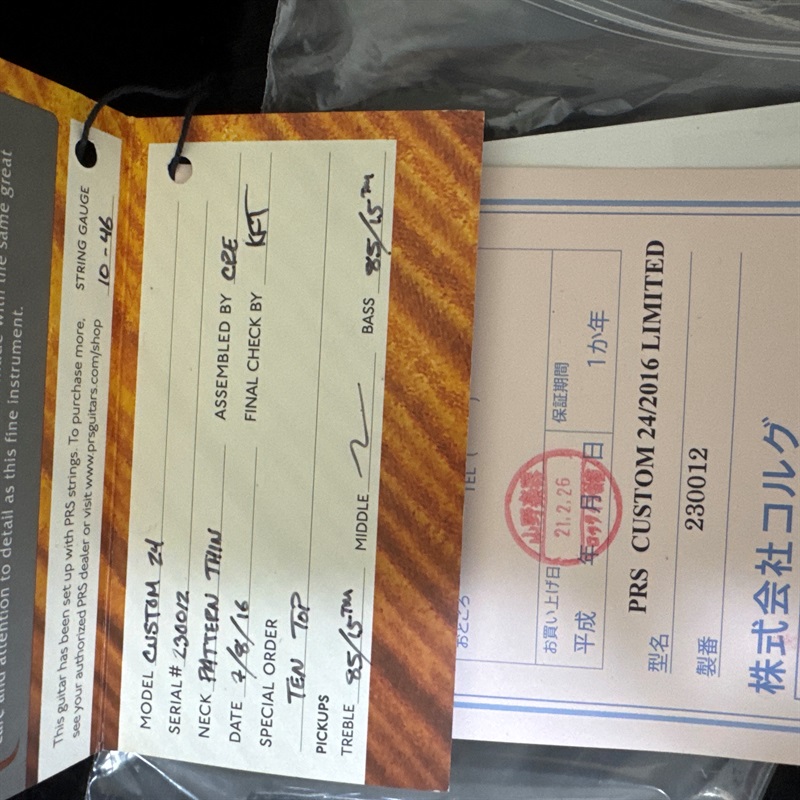 care and attention to detail as this fine instrument.
This guitar has been set up with PRS strings. To purchase more,
see your authorized PRS dealer or visit www.prsguitars.com/shop
STRING GAUGE
10-46
MODEL CUSTOM 24
SERIAL # 230012
NECK PATTERN THIN
DATE 7/8/16
ASSEMBLED BY CRE
SPECIAL ORDER
FINAL CHECK BY KFT
TEN TOP
PICKUPS
TREBLE 85/15™
MIDDLE
BASS 85/15™
TEL (
)
お買い上げ日
保証期間
平成 年 月 日
1か年
21.2.26
型名 PRS CUSTOM 24/2016 LIMITED
製番 230012
株式会社コルグ